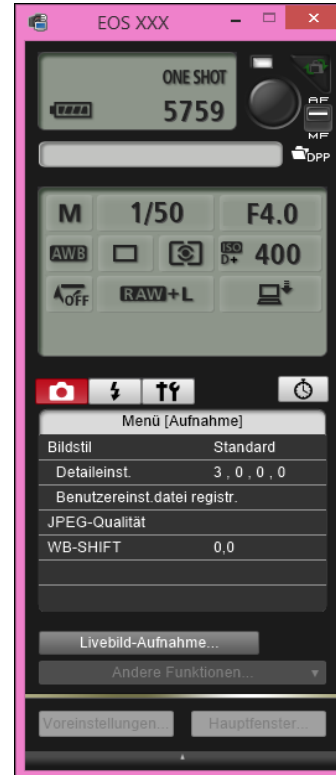 EOS XXX
ONE SHOT
5759
AF
MF
DPP
M 1/50 F4.0
AWB ISO D+ 400
OFF RAW+L
Menü [Aufnahme]
Bildstil Standard
Detaileinst. 3 , 0 , 0 , 0
Benutzereinst.datei registr.
JPEG-Qualität
WB-SHIFT 0,0
Livebild-Aufnahme...
Andere Funktionen...
Voreinstellungen... Hauptfenster...